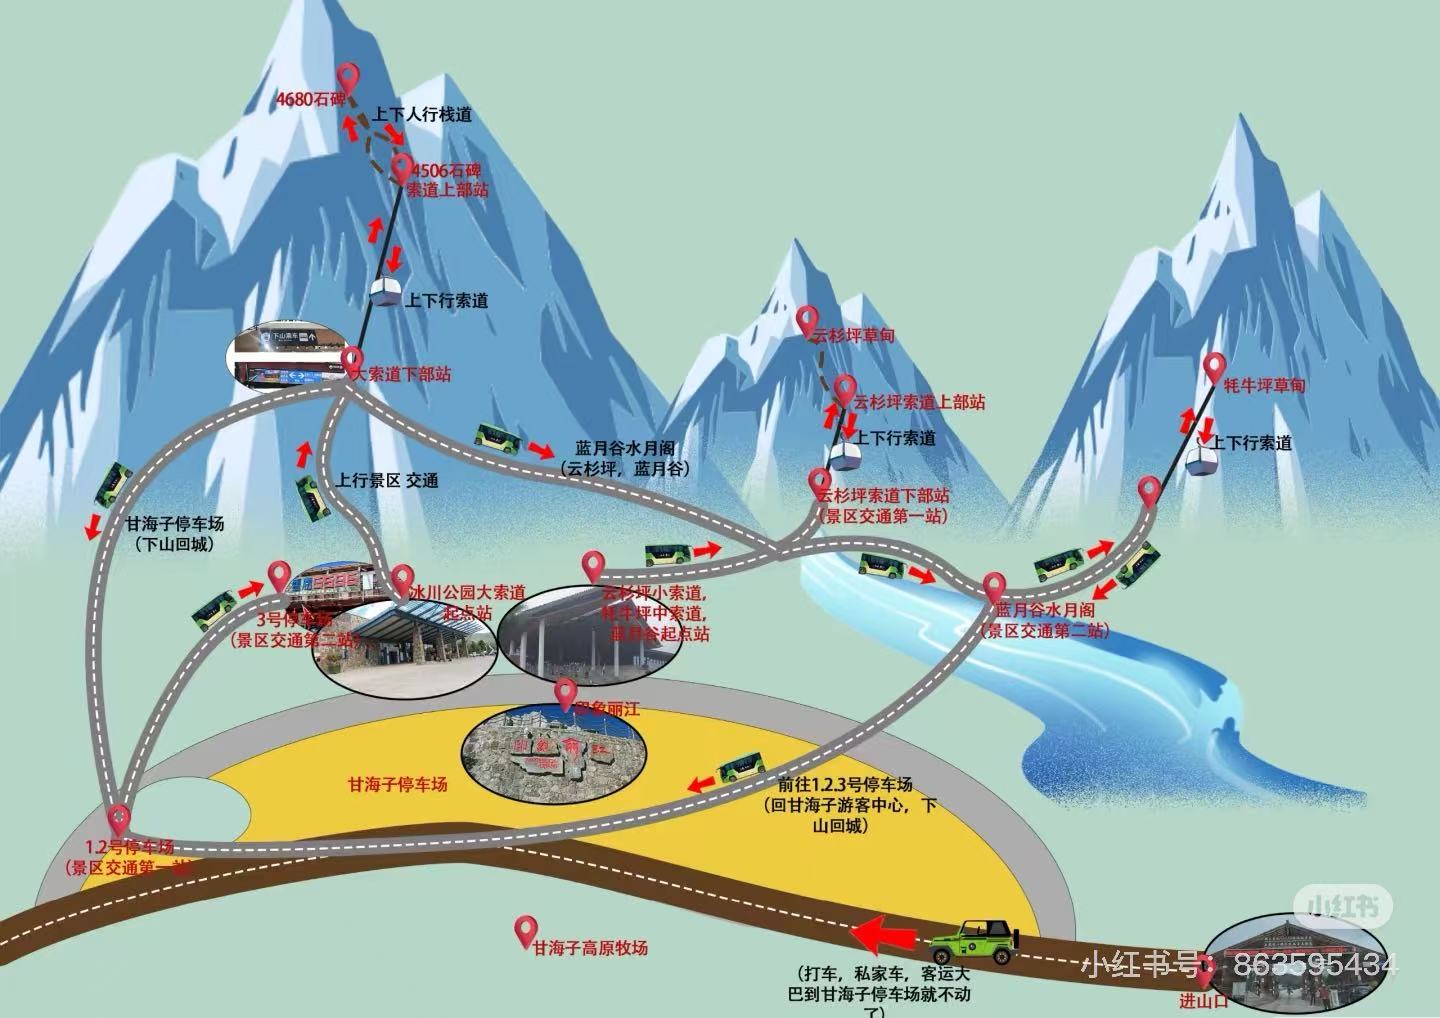 4680石碑
上下人行栈道
4506石碑
索道上部站
上下行索道
下山乘车
大索道下部站
云杉坪草甸
云杉坪索道上部站
上下行索道
牦牛坪草甸
上下行索道
蓝月谷水月阁
（云杉坪，蓝月谷）
上行景区 交通
云杉坪索道下部站
（景区交通第一站）
甘海子停车场
（下山回城）
冰川公园大索道
起点站
3号停车场
（景区交通第二站）
云杉坪小索道，
牦牛坪中索道，
蓝月谷起点站
蓝月谷水月阁
（景区交通第二站）
印象丽江
印象丽江
甘海子停车场
前往1.2.3号停车场
（回甘海子游客中心，下
山回城）
1.2号停车场
（景区交通第一站）
甘海子高原牧场
（打车，私家车，客运大
巴到甘海子停车场就不动
了）
进山口
小红书
小红书号：863595434